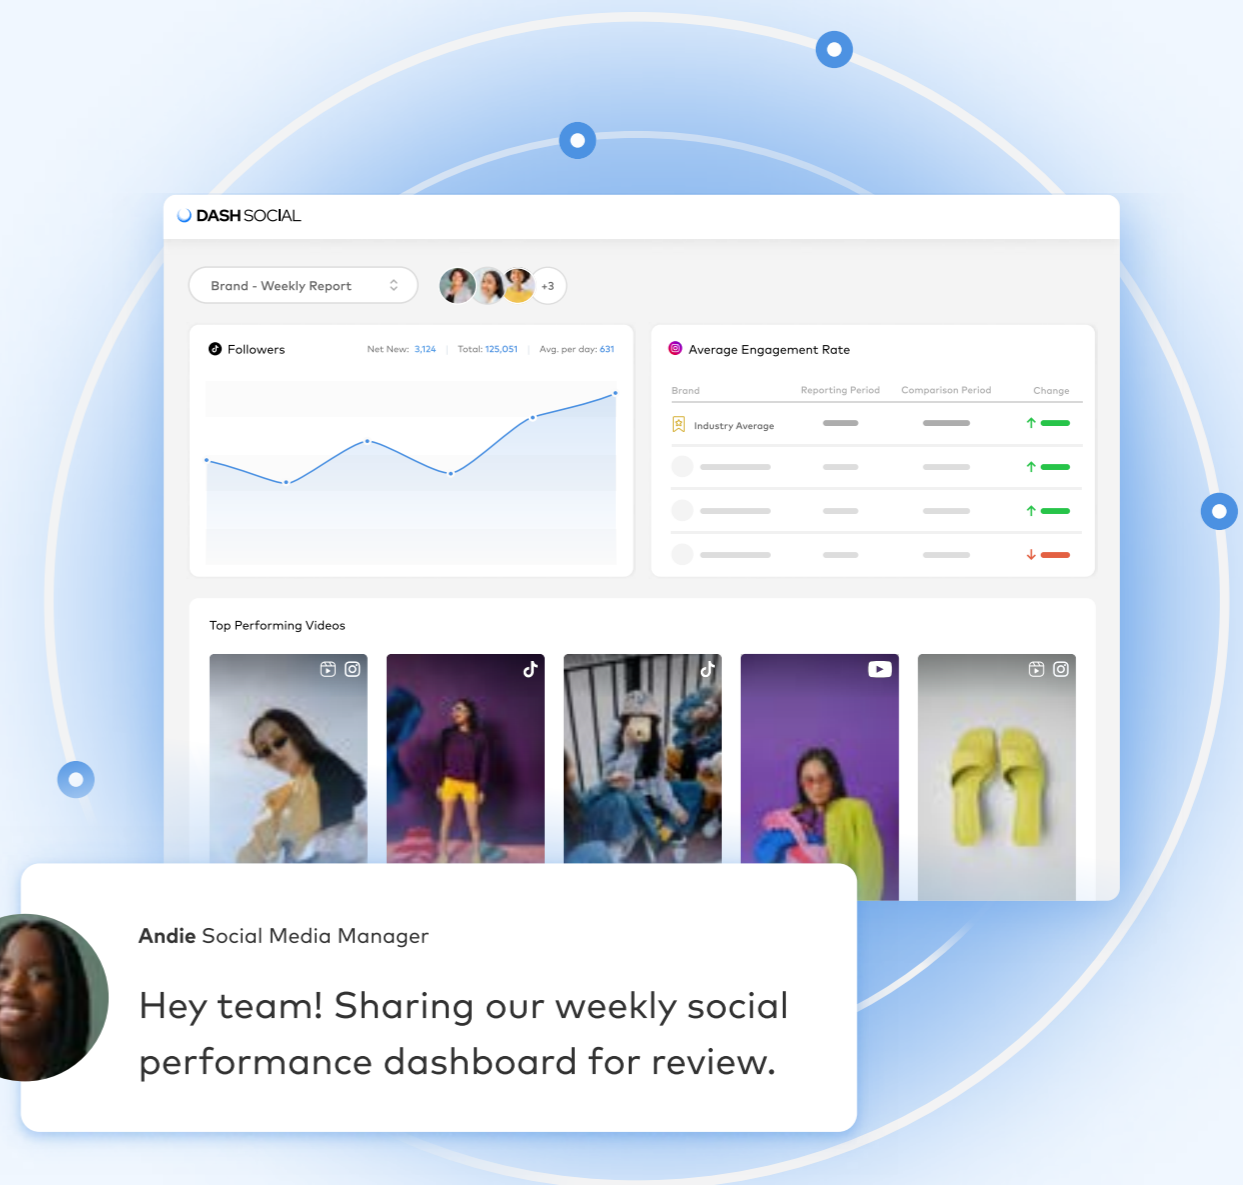 DASH SOCIAL
Brand - Weekly Report
+3
Followers
Net New: 3,124 | Total: 125,051 | Avg. per day: 631
Average Engagement Rate
Brand Reporting Period Comparison Period Change
Industry Average
Top Performing Videos
Andie Social Media Manager
Hey team! Sharing our weekly social
performance dashboard for review.